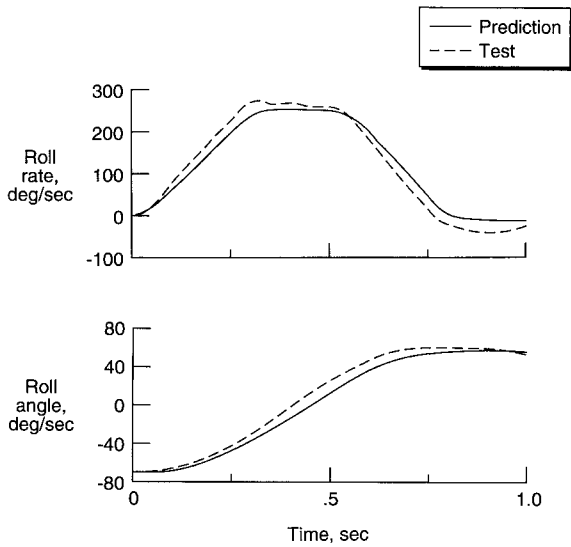 Prediction
Test
300
200
100
0
-100
Roll
rate,
deg/sec
80
40
0
-40
-80
Roll
angle,
deg/sec
0 .5 1.0
Time, sec